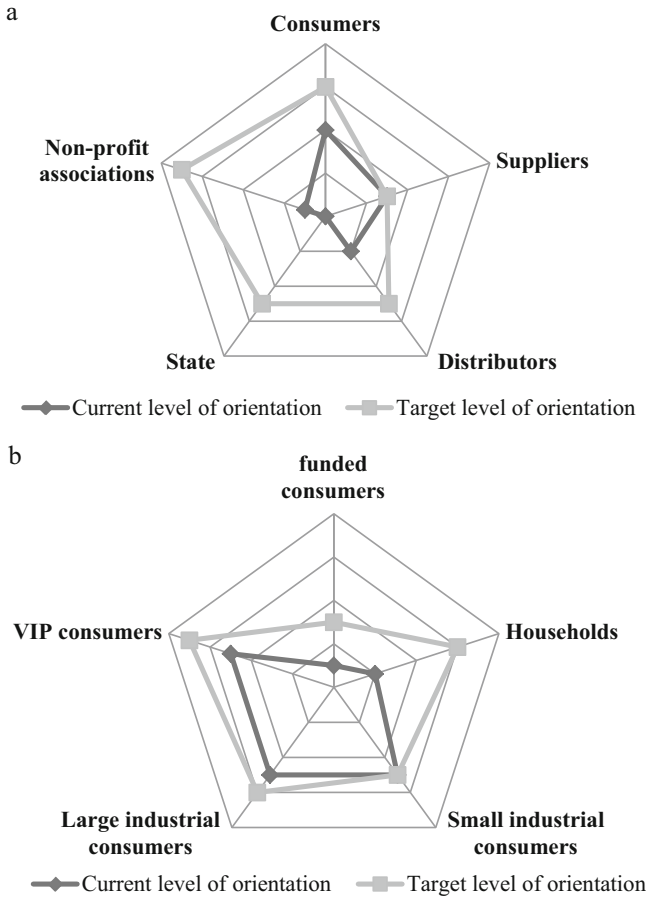 a
Consumers
Non-profit
associations
Suppliers
State
Distributors
Current level of orientation
Target level of orientation
b
funded
consumers
VIP consumers
Households
Large industrial
consumers
Small industrial
consumers
Current level of orientation
Target level of orientation